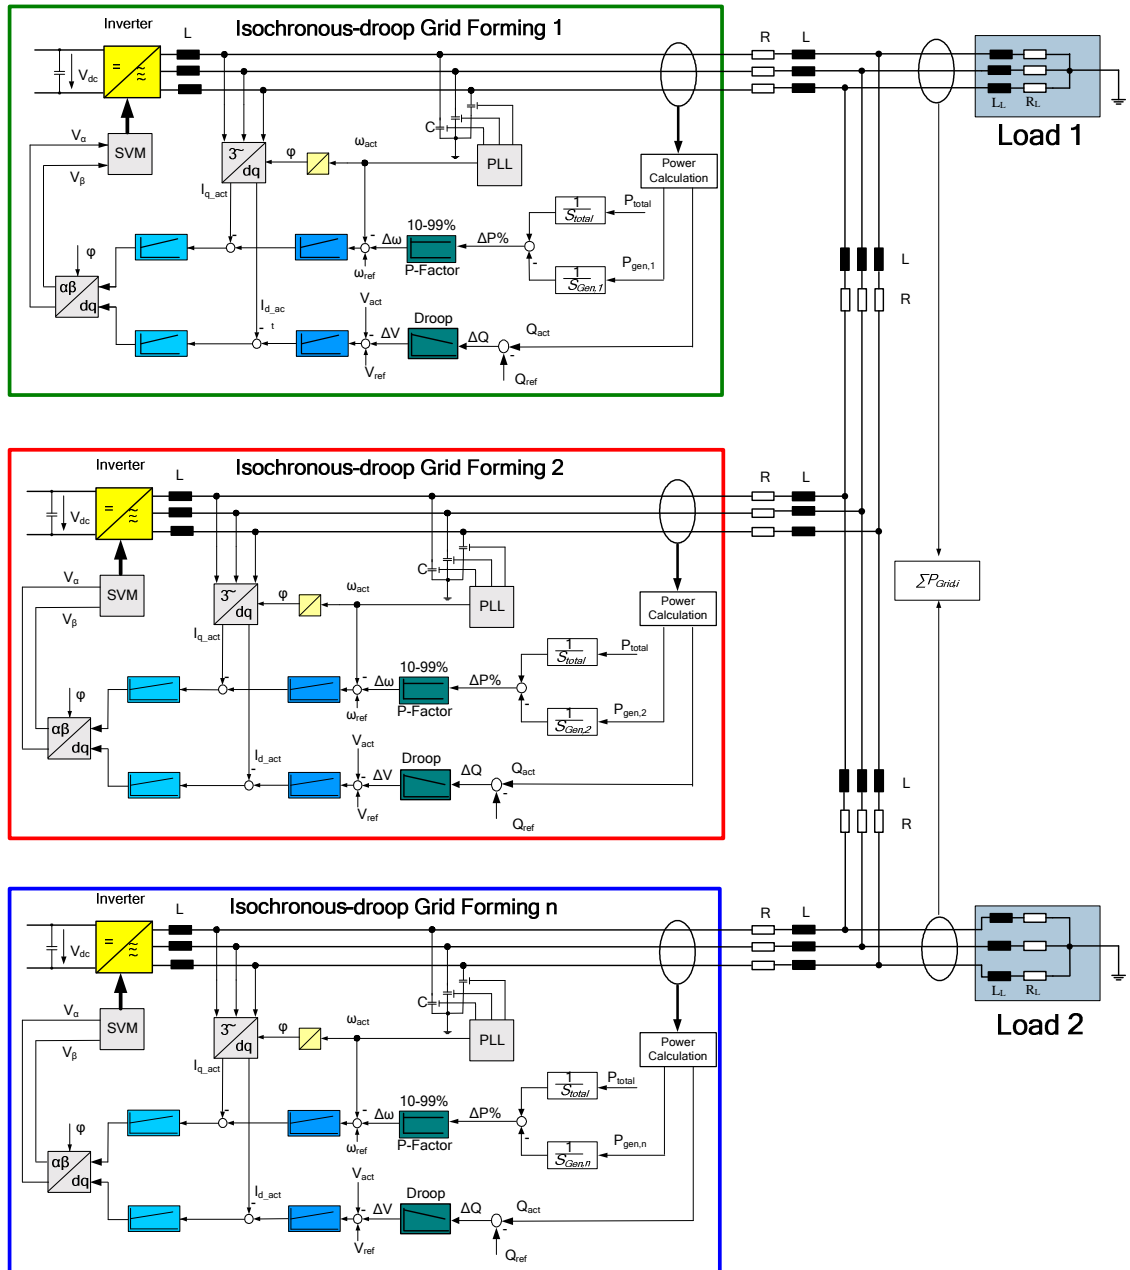 Isochronous-droop Grid Forming 1
Inverter
L
R
L
Vdc
=
≈
Vα
Vβ
SVM
C
PLL
3~
dq
φ
ωact
Power
Calculation
LL
RL
Load 1
Iq_act
10-99%
P-Factor
Δω
ΔP%
1
Stotal
Ptotal
1
SGen,1
Pgen,1
ωref
φ
αβ
dq
Id_ac
t
Vact
Droop
ΔV
ΔQ
Qact
Vref
Qref
L
R
Isochronous-droop Grid Forming 2
Inverter
L
R
L
Vdc
=
≈
Vα
Vβ
SVM
C
PLL
3~
dq
φ
ωact
Power
Calculation
∑PGrid,i
Iq_act
10-99%
P-Factor
Δω
ΔP%
1
Stotal
Ptotal
1
SGen,2
Pgen,2
ωref
φ
αβ
dq
Id_act
Vact
Droop
ΔV
ΔQ
Qact
Vref
Qref
L
R
Isochronous-droop Grid Forming n
Inverter
L
R
L
Vdc
=
≈
Vα
Vβ
SVM
C
PLL
3~
dq
φ
ωact
Power
Calculation
LL
RL
Load 2
Iq_act
10-99%
P-Factor
Δω
ΔP%
1
Stotal
Ptotal
1
SGen,n
Pgen,n
ωref
φ
αβ
dq
Id_act
Vact
Droop
ΔV
ΔQ
Qact
Vref
Qref